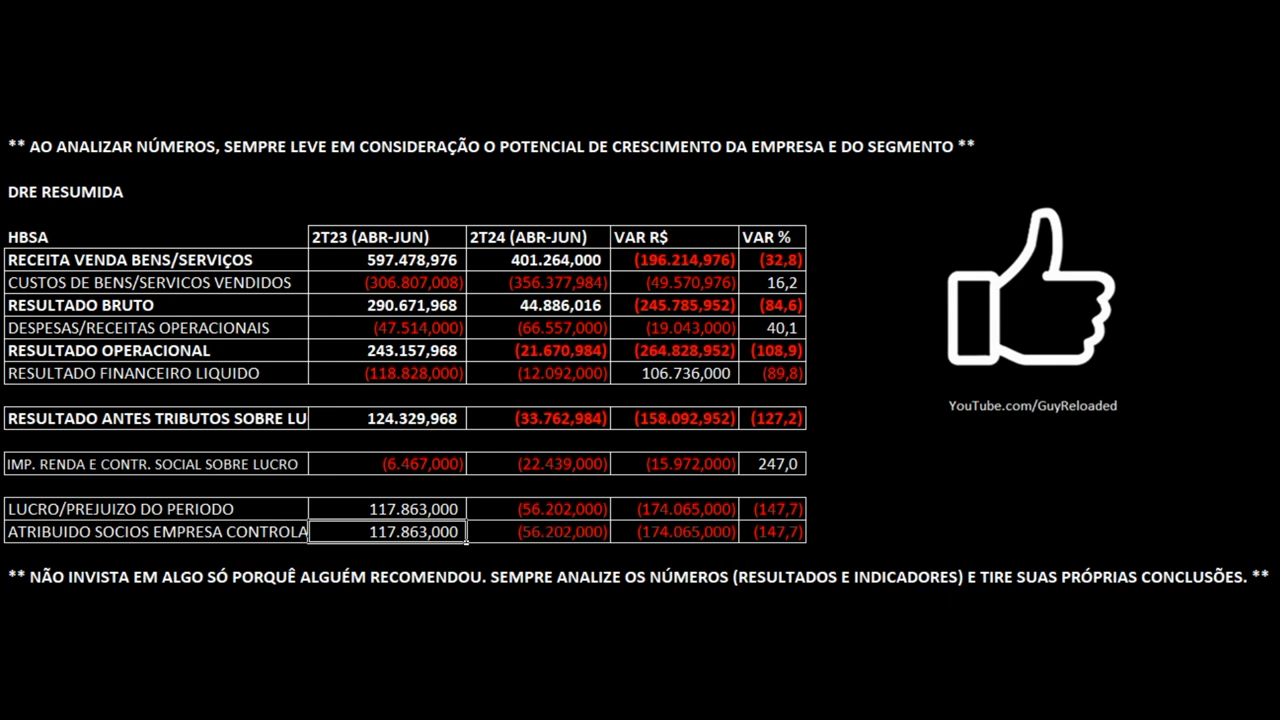 ** AO ANALIZAR NÚMEROS, SEMPRE LEVE EM CONSIDERAÇÃO O POTENCIAL DE CRESCIMENTO DA EMPRESA E DO SEGMENTO **
DRE RESUMIDA
HBSA 2T23 (ABR-JUN) 2T24 (ABR-JUN) VAR R$ VAR %
RECEITA VENDA BENS/SERVIÇOS 597.478,976 401.264,000 (196.214,976) (32,8)
CUSTOS DE BENS/SERVICOS VENDIDOS (306.807,008) (356.377,984) (49.570,976) 16,2
RESULTADO BRUTO 290.671,968 44.886,016 (245.785,952) (84,6)
DESPESAS/RECEITAS OPERACIONAIS (47.514,000) (66.557,000) (19.043,000) 40,1
RESULTADO OPERACIONAL 243.157,968 (21.670,984) (264.828,952) (108,9)
RESULTADO FINANCEIRO LIQUIDO (118.828,000) (12.092,000) 106.736,000 (89,8)
RESULTADO ANTES TRIBUTOS SOBRE LU 124.329,968 (33.762,984) (158.092,952) (127,2)
IMP. RENDA E CONTR. SOCIAL SOBRE LUCRO (6.467,000) (22.439,000) (15.972,000) 247,0
LUCRO/PREJUIZO DO PERIODO 117.863,000 (56.202,000) (174.065,000) (147,7)
ATRIBUIDO SOCIOS EMPRESA CONTROLA 117.863,000 (56.202,000) (174.065,000) (147,7)
** NÃO INVISTA EM ALGO SÓ PORQUÊ ALGUÉM RECOMENDOU. SEMPRE ANALIZE OS NÚMEROS (RESULTADOS E INDICADORES) E TIRE SUAS PRÓPRIAS CONCLUSÕES. **
YouTube.com/GuyReloaded